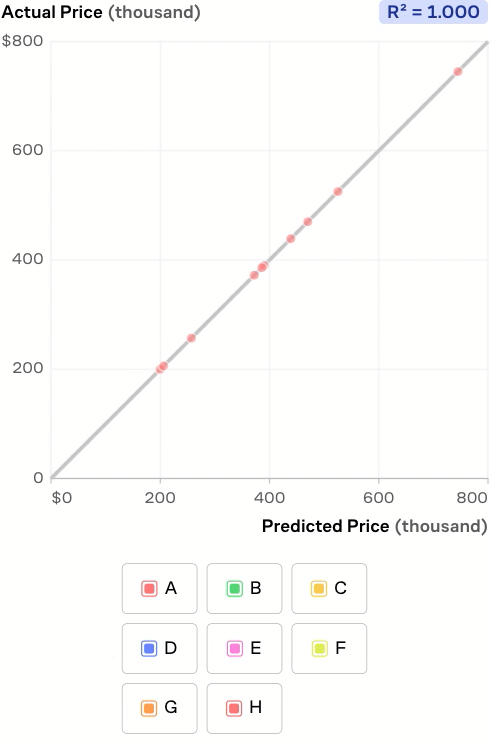 Actual Price (thousand) R² = 1.000
$800
600
400
200
0
$0 200 400 600 800
Predicted Price (thousand)
A B C
D E F
G H